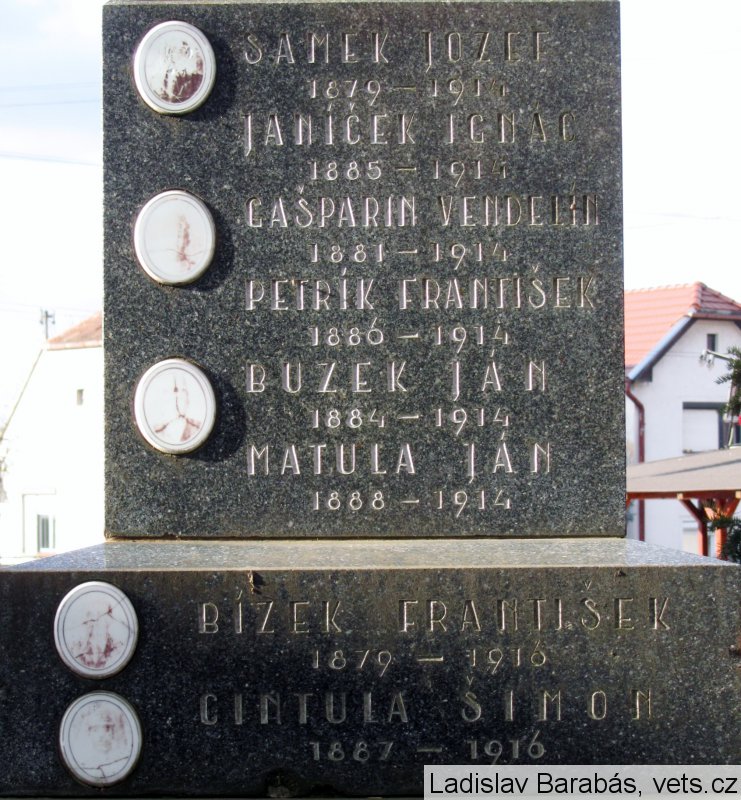 SAMEK JOZEF
1879 – 1914
JANÍČEK IGNÁC
1885 – 1914
GAŠPARIN VENDELÍN
1881 – 1914
PETRÍK FRANTIŠEK
1886 – 1914
BUZEK JÁN
1884 – 1914
MATULA JÁN
1888 – 1914
BÍZEK FRANTIŠEK
1879 – 1916
CINTULA ŠIMON
1887 – 1916
Ladislav Barabás, vets.cz